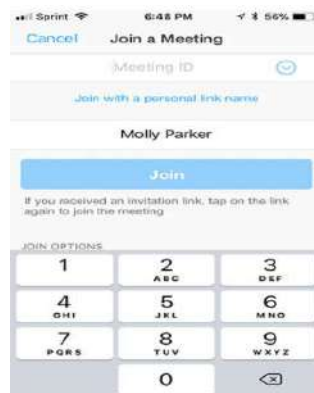 Sprint 6:48 PM 56%
Cancel Join a Meeting
Meeting ID
Join with a personal link name
Molly Parker
Join
If you received an invitation link, tap on the link
again to join the meeting
JOIN OPTIONS
1 2 3
ABC DEF
4 5 6
GHI JKL MNO
7 8 9
PQRS TUV WXYZ
0